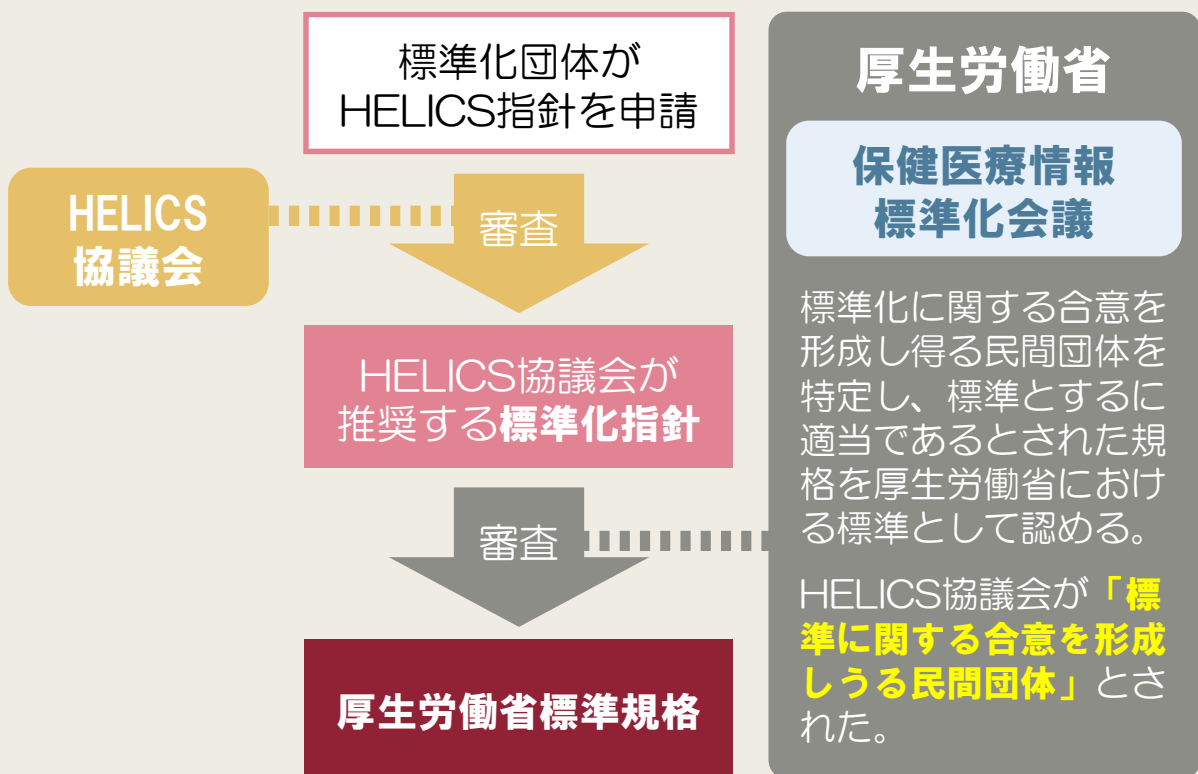 標準化団体が
HELICS指針を申請
HELICS
協議会
審査
HELICS協議会が
推奨する標準化指針
審査
厚生労働省標準規格
厚生労働省
保健医療情報
標準化会議
標準化に関する合意を
形成し得る民間団体を
特定し、標準とするに
適当であるとされた規
格を厚生労働省におけ
る標準として認める。
HELICS協議会が「標
準に関する合意を形成
しうる民間団体」とさ
れた。